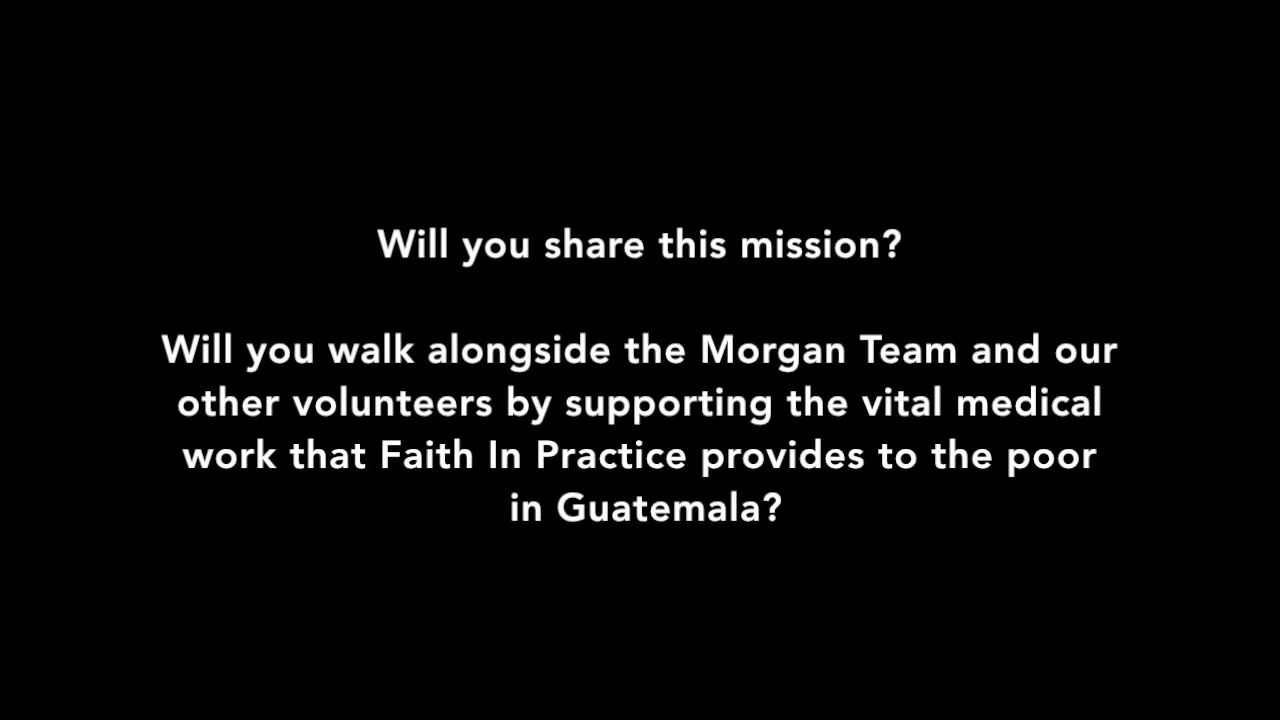 Will you share this mission?
Will you walk alongside the Morgan Team and our
other volunteers by supporting the vital medical
work that Faith In Practice provides to the poor
in Guatemala?